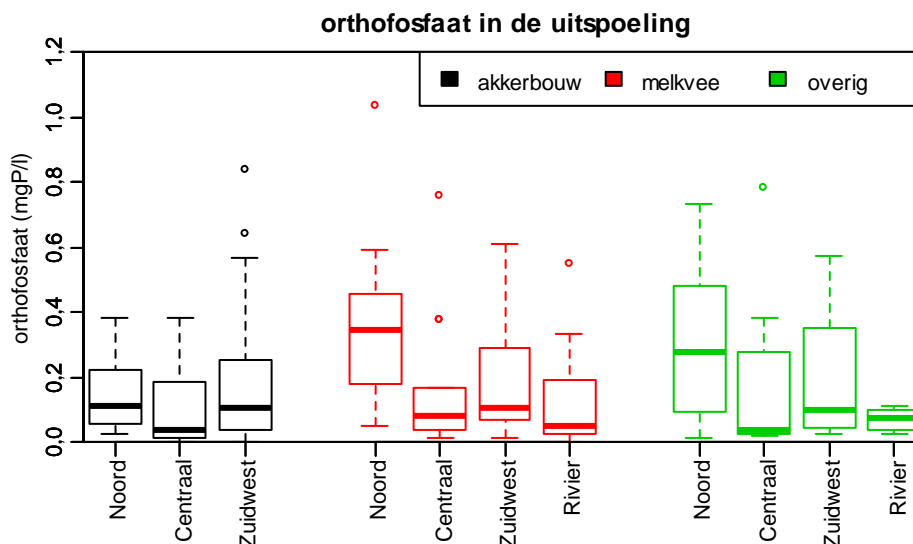 orthofosfaat in de uitspoeling
akkerbouw melkvee overig
orthofosfaat (mgP/l)
1,2
1,0
0,8
0,6
0,4
0,2
0,0
Noord
Centraal
Zuidwest
Noord
Centraal
Zuidwest
Rivier
Noord
Centraal
Zuidwest
Rivier